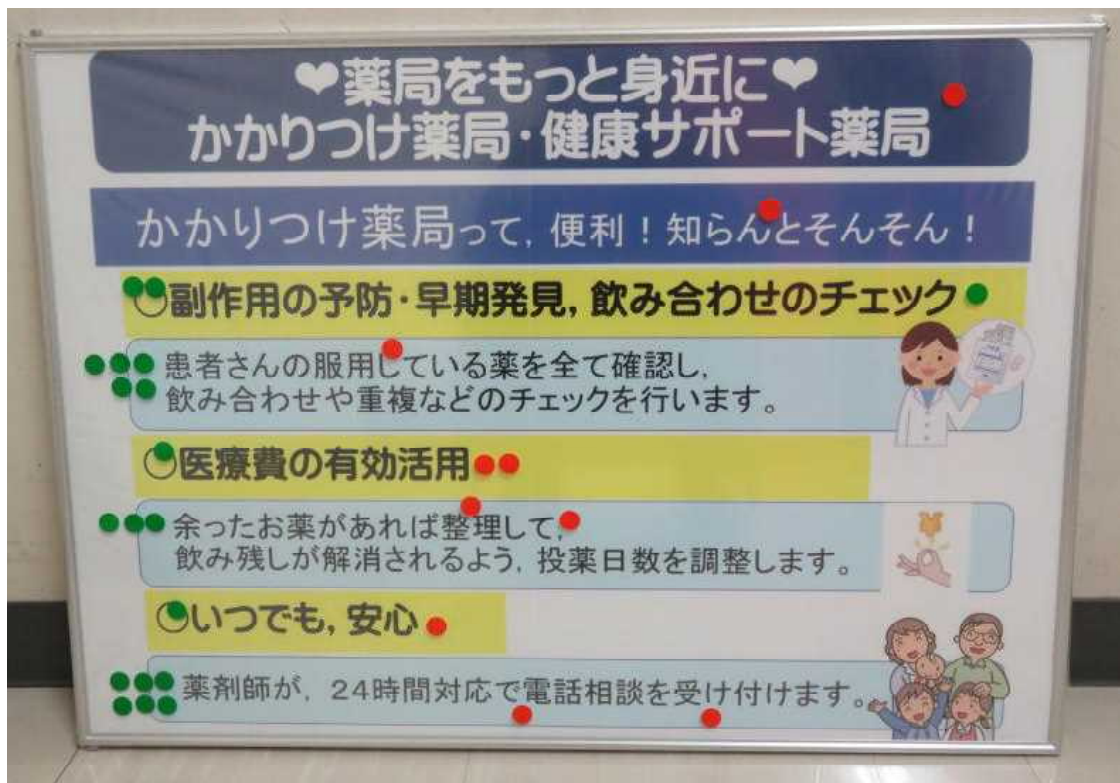 ♥薬局をもっと身近に♥
かかりつけ薬局・健康サポート薬局
かかりつけ薬局って,便利!知らんとそんそん!
○副作用の予防・早期発見,飲み合わせのチェック
患者さんの服用している薬を全て確認し,
飲み合わせや重複などのチェックを行います。
○医療費の有効活用
余ったお薬があれば整理して,
飲み残しが解消されるよう,投薬日数を調整します。
○いつでも,安心
薬剤師が,24時間対応で電話相談を受け付けます。